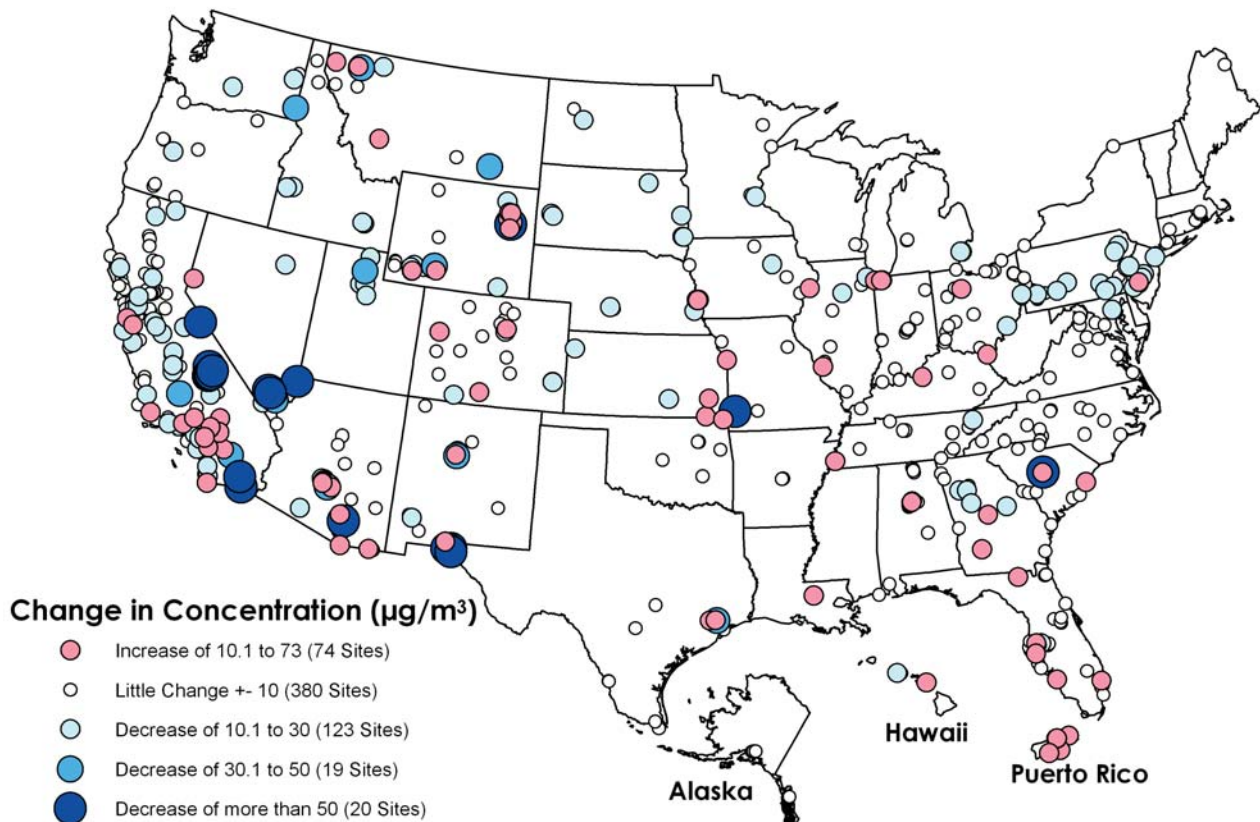 Change in Concentration (µg/m³)
Increase of 10.1 to 73 (74 Sites)
Little Change +- 10 (380 Sites)
Decrease of 10.1 to 30 (123 Sites)
Decrease of 30.1 to 50 (19 Sites)
Decrease of more than 50 (20 Sites)
Alaska
Hawaii
Puerto Rico